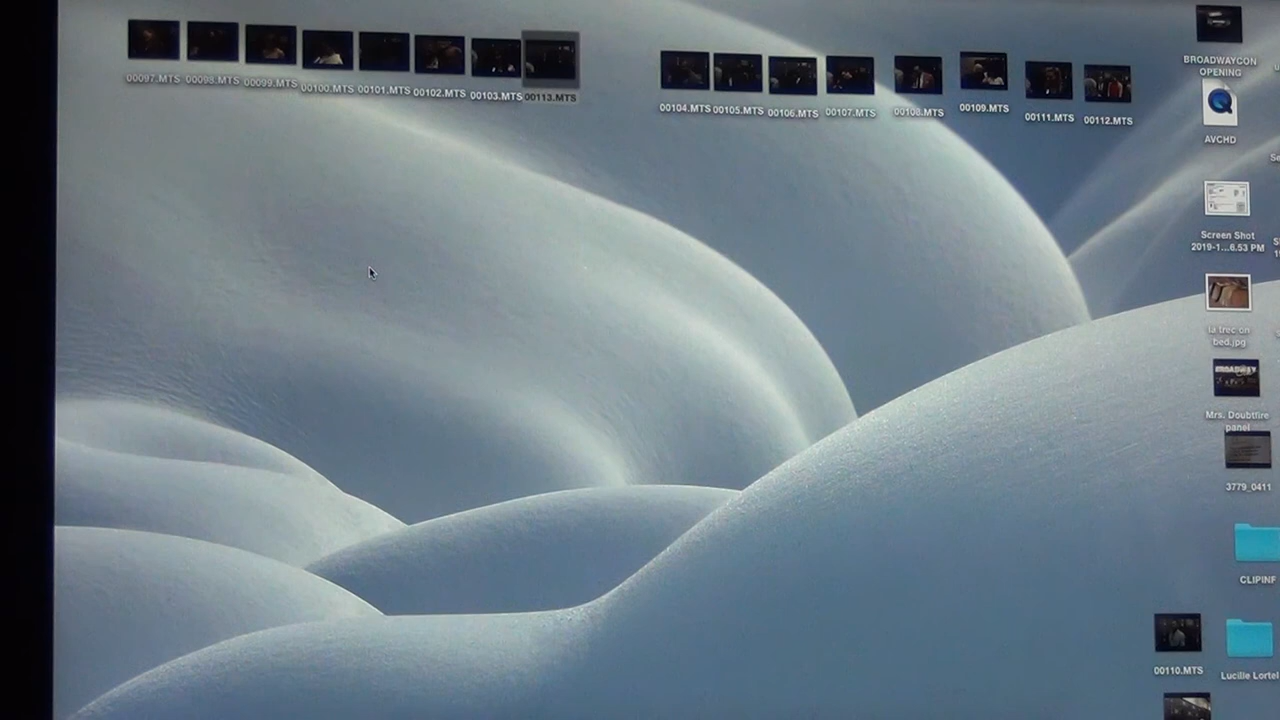 00097.MTS 00098.MTS 00099.MTS 00100.MTS 00101.MTS 00102.MTS 00103.MTS 00113.MTS
00104.MTS 00105.MTS 00106.MTS 00107.MTS 00108.MTS 00109.MTS 00111.MTS 00112.MTS
BROADWAYCON
OPENING
AVCHD
Screen Shot
2019-1...6.53 PM
la trec on
bed.jpg
BROADWAY
Mrs. Doubtfire
panel
3779_0411
CLIPINF
00110.MTS
Lucille Lortel